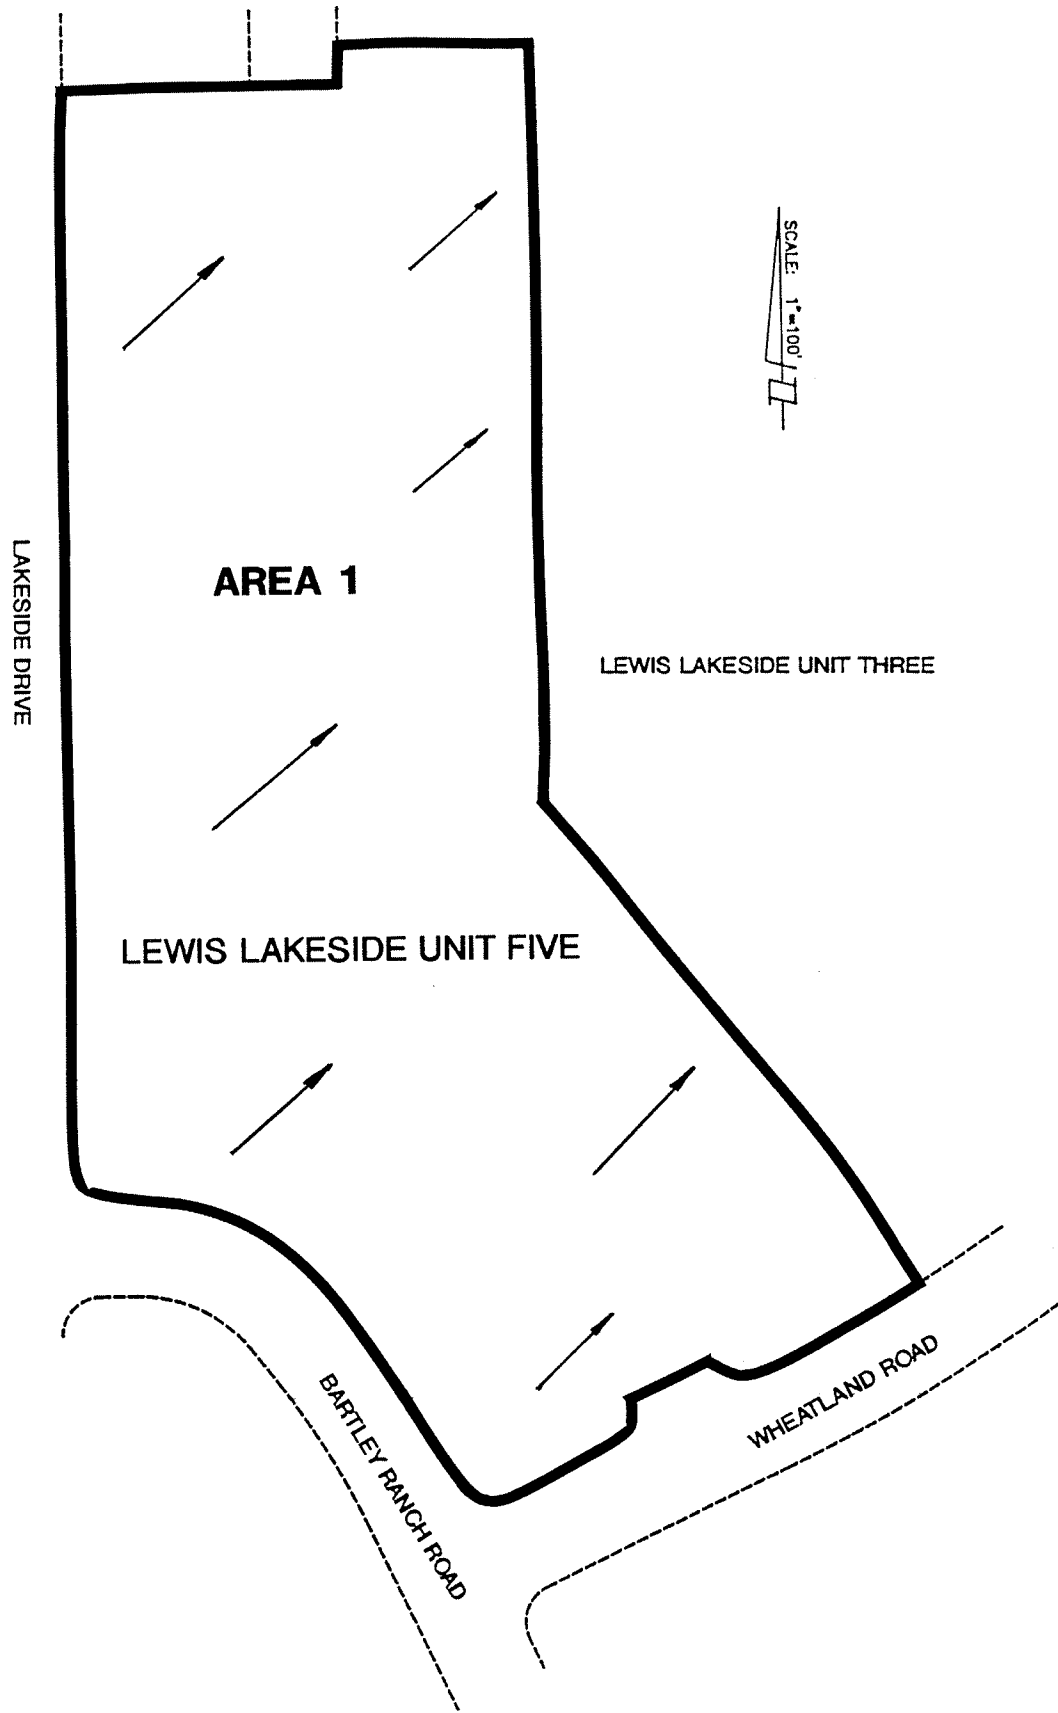 SCALE: 1"=100'
AREA 1
LAKESIDE DRIVE
LEWIS LAKESIDE UNIT THREE
LEWIS LAKESIDE UNIT FIVE
WHEATLAND ROAD
BARTLEY RANCH ROAD